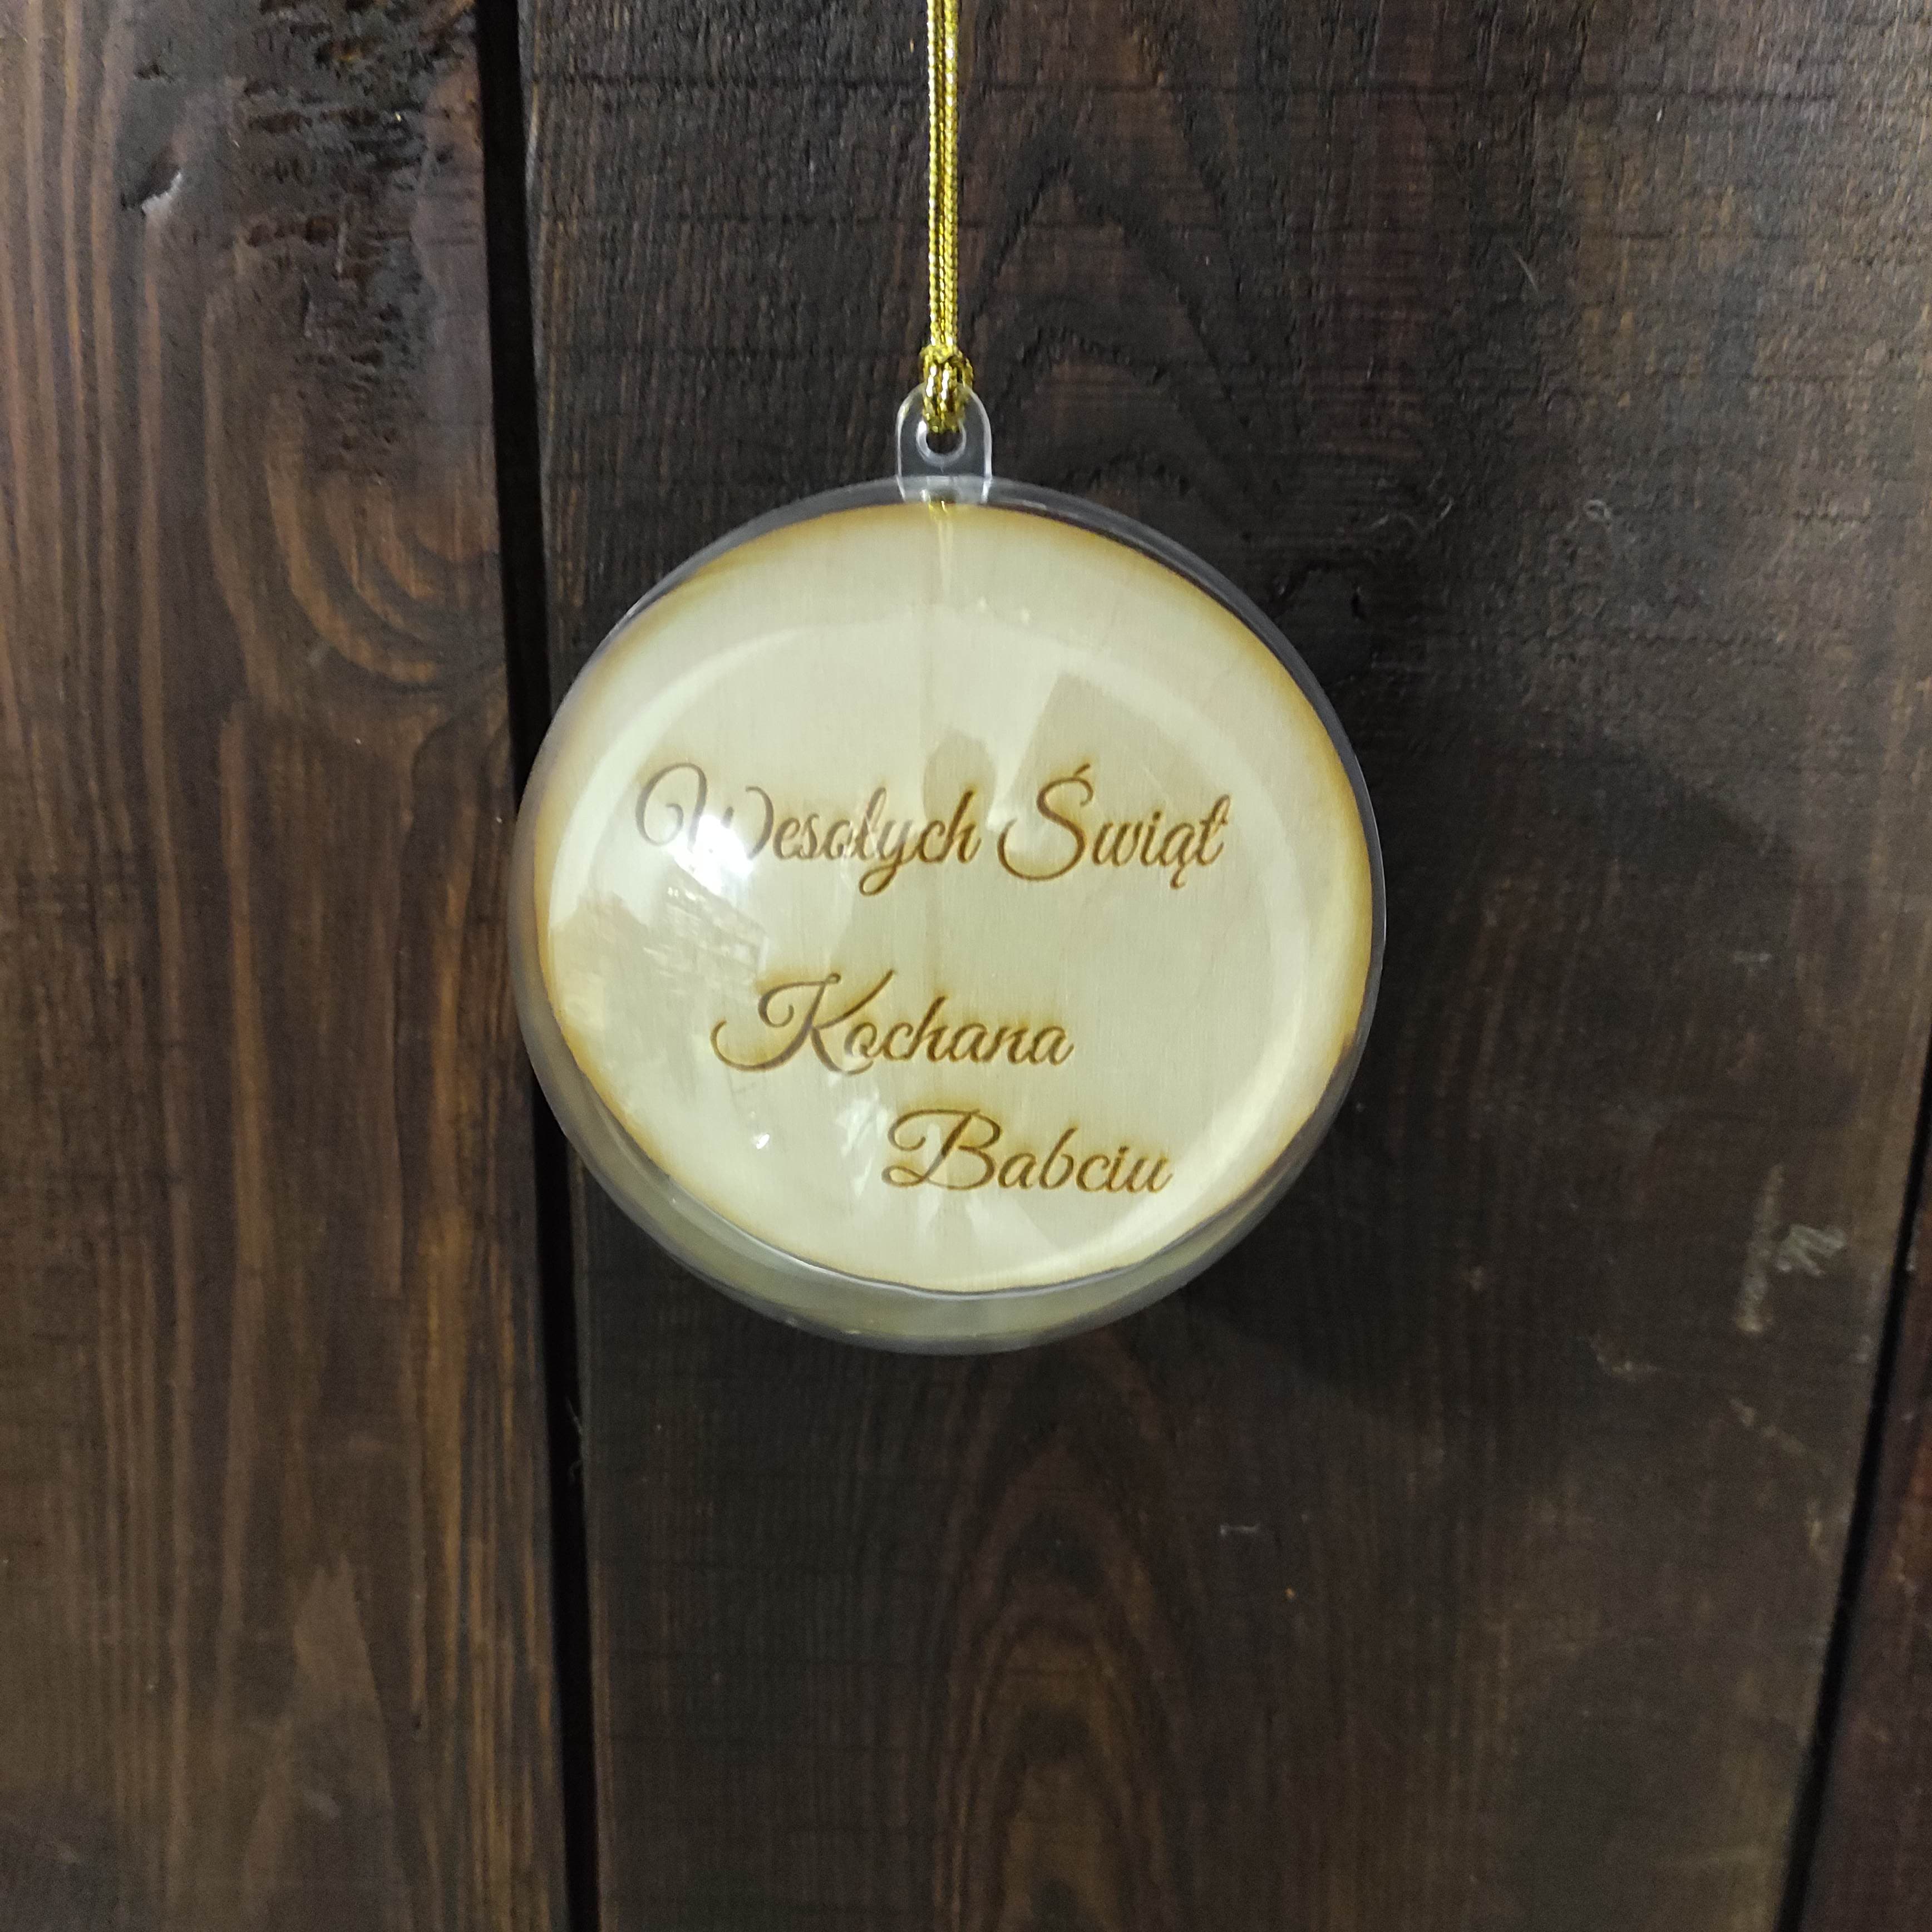 Wesołych Świąt
Kochana
Babciu